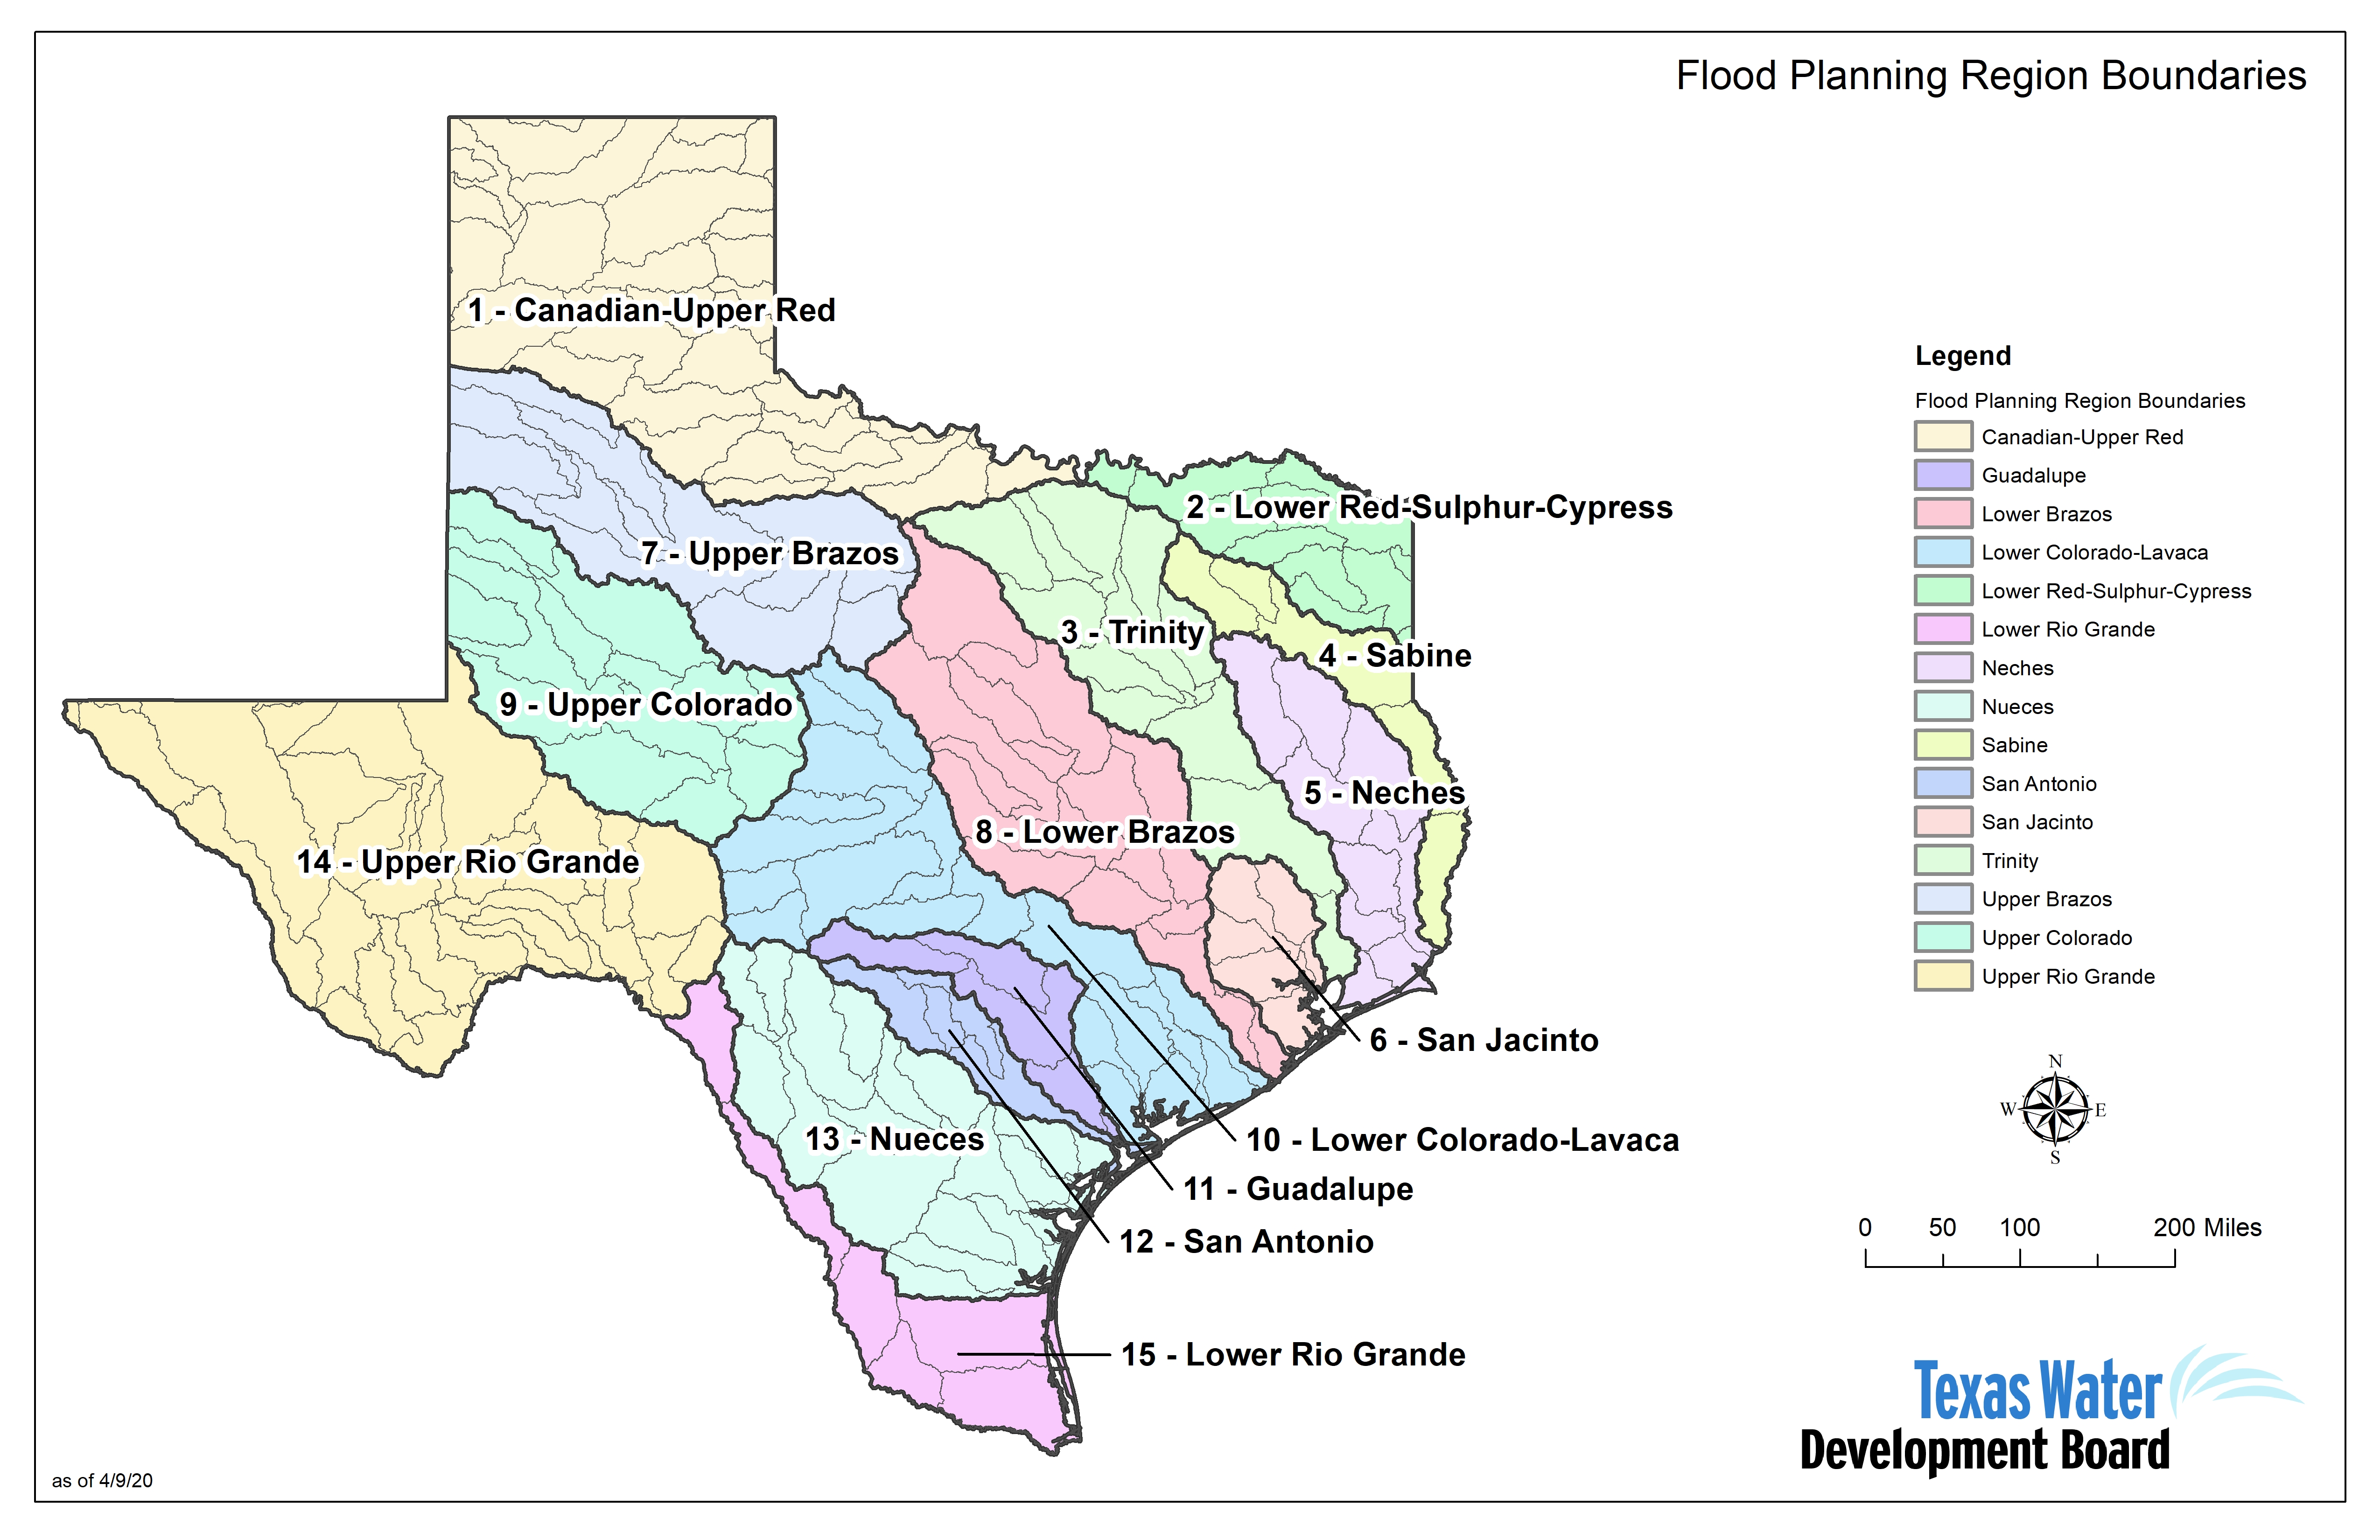 Flood Planning Region Boundaries
1 - Canadian-Upper Red
2 - Lower Red-Sulphur-Cypress
7 - Upper Brazos
3 - Trinity
4 - Sabine
9 - Upper Colorado
5 - Neches
8 - Lower Brazos
14 - Upper Rio Grande
6 - San Jacinto
13 - Nueces
10 - Lower Colorado-Lavaca
11 - Guadalupe
12 - San Antonio
15 - Lower Rio Grande
Legend
Flood Planning Region Boundaries
Canadian-Upper Red
Guadalupe
Lower Brazos
Lower Colorado-Lavaca
Lower Red-Sulphur-Cypress
Lower Rio Grande
Neches
Nueces
Sabine
San Antonio
San Jacinto
Trinity
Upper Brazos
Upper Colorado
Upper Rio Grande
N
W E
S
0 50 100 200 Miles
Texas Water
Development Board
as of 4/9/20